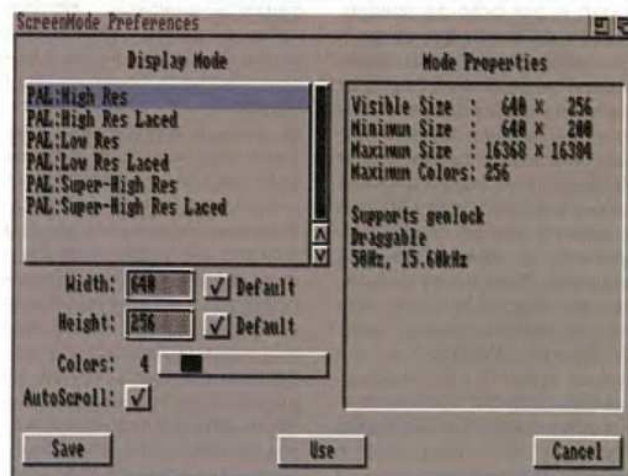 ScreenMode Preferences
Display Mode
PAL:High Res
PAL:High Res Laced
PAL:Low Res
PAL:Low Res Laced
PAL:Super-High Res
PAL:Super-High Res Laced
Width: 640 √ Default
Height: 256 √ Default
Colors: 4
AutoScroll: √
Mode Properties
Visible Size : 640 × 256
Minimum Size : 640 × 200
Maximum Size : 16368 × 16384
Maximum Colors: 256
Supports genlock
Draggable
50Hz, 15.60kHz
Save
Use
Cancel